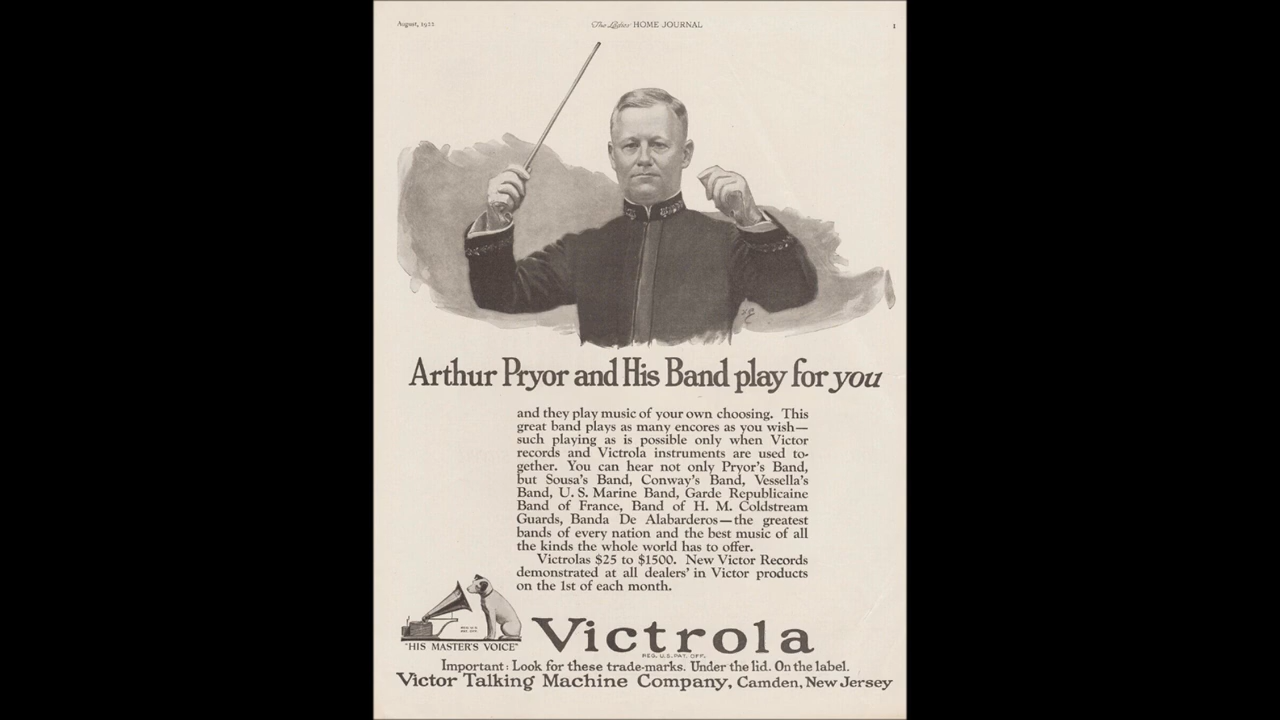 August, 1922
The Ladies' HOME JOURNAL
1
Arthur Pryor and His Band play for you
and they play music of your own choosing. This
great band plays as many encores as you wish—
such playing as is possible only when Victor
records and Victrola instruments are used to-
gether. You can hear not only Pryor's Band,
but Sousa's Band, Conway's Band, Vessella's
Band, U. S. Marine Band, Garde Republicaine
Band of France, Band of H. M. Coldstream
Guards, Banda De Alabarderos—the greatest
bands of every nation and the best music of all
the kinds the whole world has to offer.
Victrolas $25 to $1500. New Victor Records
demonstrated at all dealers' in Victor products
on the 1st of each month.
"HIS MASTER'S VOICE"
Victrola
REG. U.S. PAT. OFF.
Important: Look for these trade-marks. Under the lid. On the label.
Victor Talking Machine Company, Camden, New Jersey